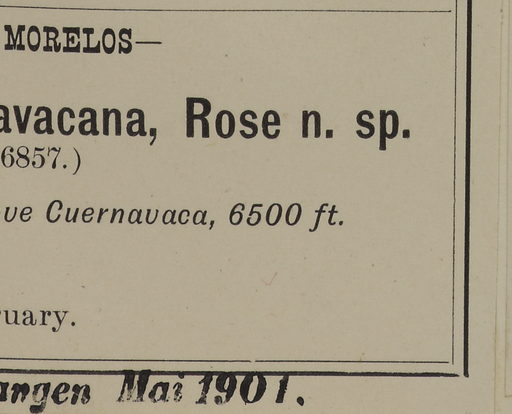 MORELOS—
avacana, Rose n. sp.
6857.)
ve Cuernavaca, 6500 ft.
uary.
angen Mai 1901.